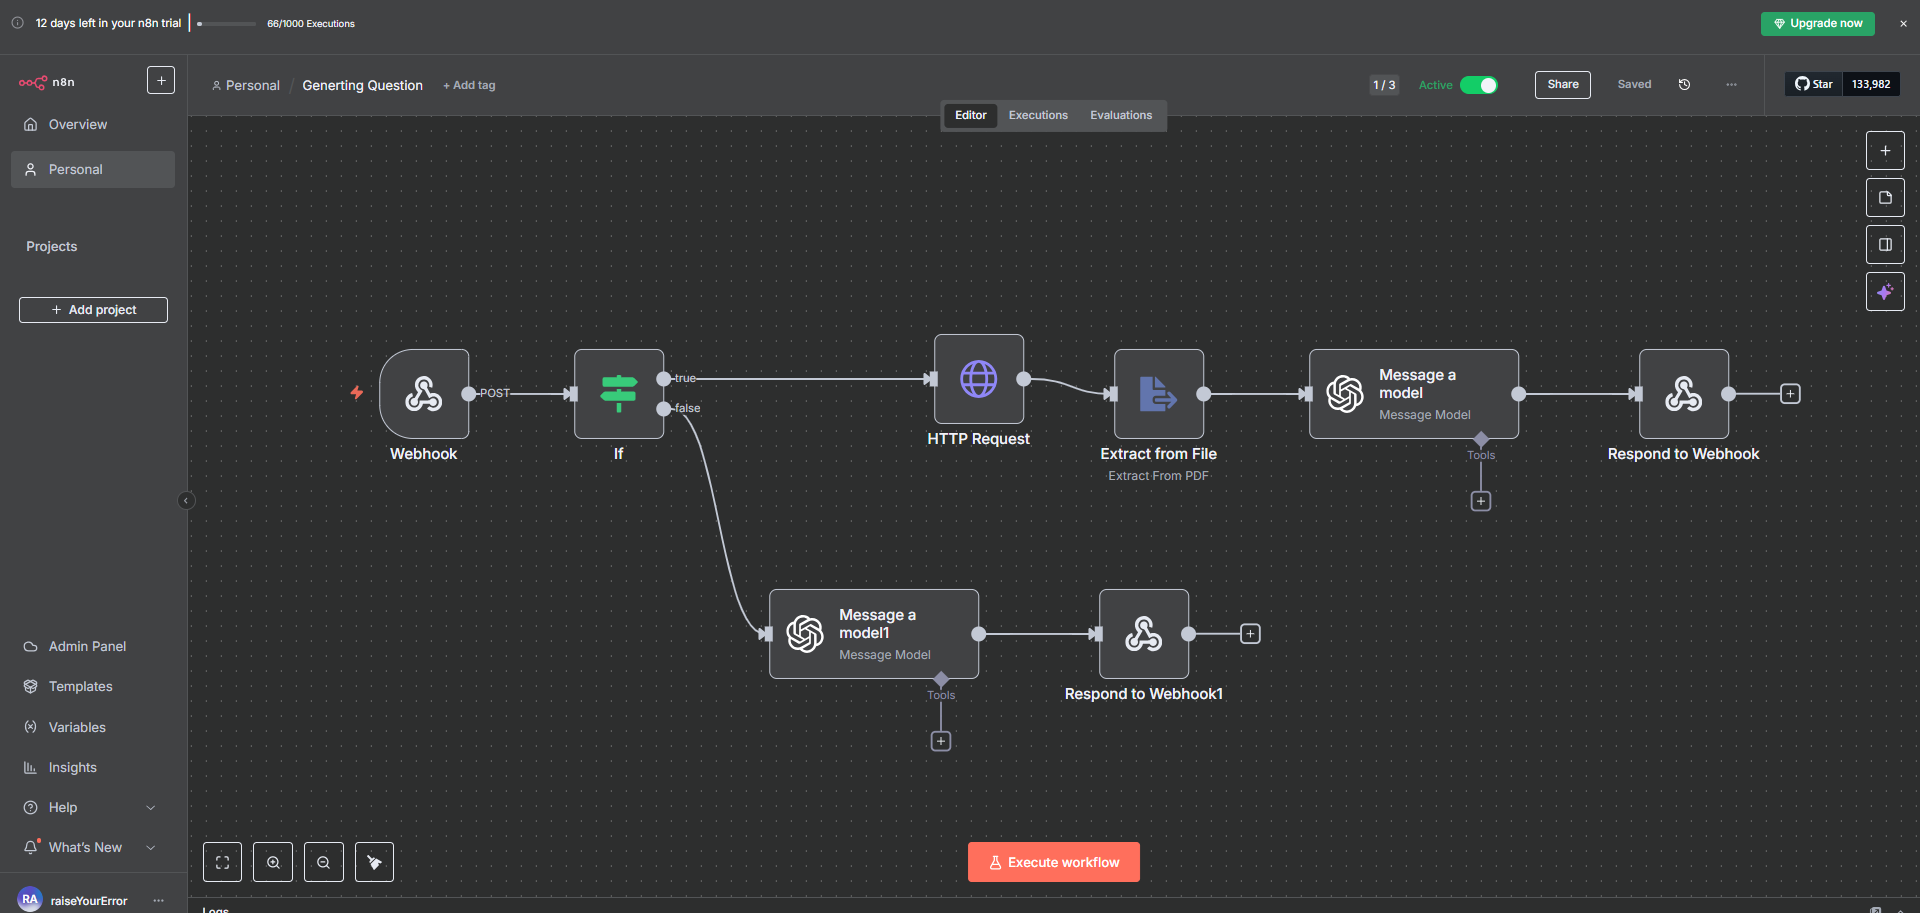 12 days left in your n8n trial
66/1000 Executions
Upgrade now
n8n
Personal / Generting Question + Add tag
1 / 3
Active
Share
Saved
Star 133,982
Editor Executions Evaluations
Overview
Personal
Projects
Add project
Admin Panel
Templates
Variables
Insights
Help
What's New
RA raiseYourError
POST
Webhook
true
false
If
HTTP Request
Extract from File
Extract From PDF
Message a
model
Message Model
Tools
Respond to Webhook
Message a
model1
Message Model
Tools
Respond to Webhook1
Execute workflow
Logs